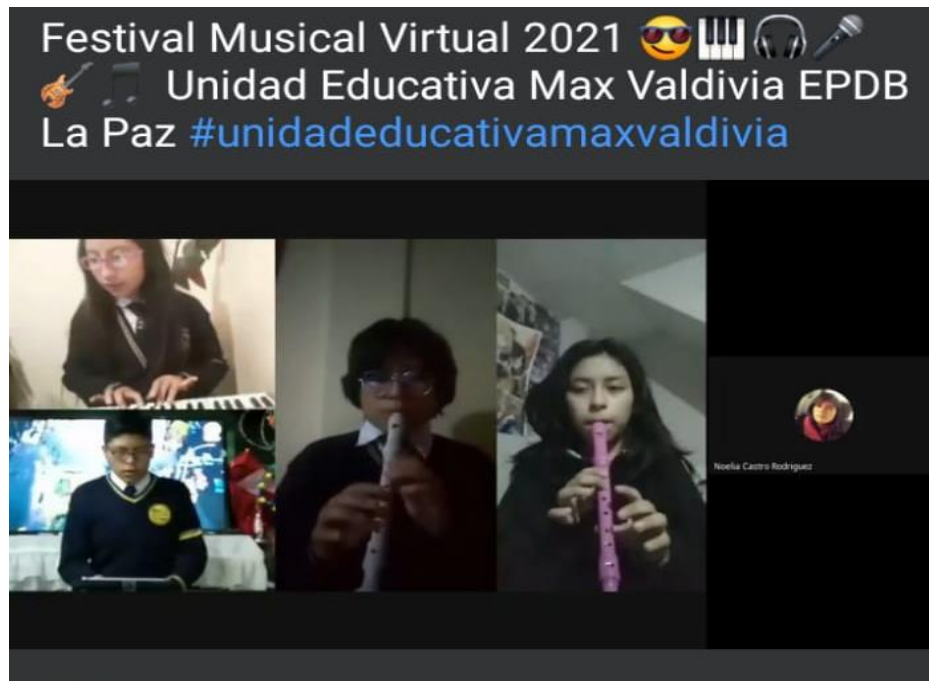 Festival Musical Virtual 2021 😎🎹🎧🎤
🎸🎵 Unidad Educativa Max Valdivia EPDB
La Paz #unidadeducativamaxvaldivia
Noelia Castro Rodriguez